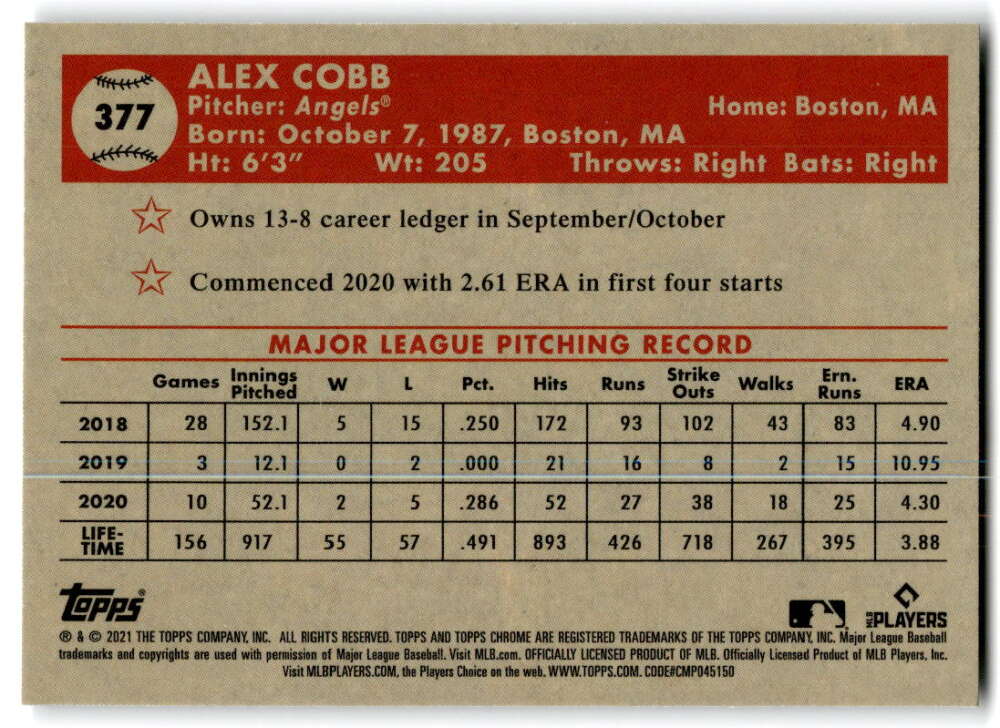 377
ALEX COBB
Pitcher: Angels® Home: Boston, MA
Born: October 7, 1987, Boston, MA
Ht: 6'3" Wt: 205 Throws: Right Bats: Right
Owns 13-8 career ledger in September/October
Commenced 2020 with 2.61 ERA in first four starts
MAJOR LEAGUE PITCHING RECORD
Games Innings Pitched W L Pct. Hits Runs Strike Outs Walks Ern. Runs ERA
2018 28 152.1 5 15 .250 172 93 102 43 83 4.90
2019 3 12.1 0 2 .000 21 16 8 2 15 10.95
2020 10 52.1 2 5 .286 52 27 38 18 25 4.30
LIFE-TIME 156 917 55 57 .491 893 426 718 267 395 3.88
Topps® MLB PLAYERS
® & © 2021 THE TOPPS COMPANY, INC. ALL RIGHTS RESERVED. TOPPS AND TOPPS CHROME ARE REGISTERED TRADEMARKS OF THE TOPPS COMPANY, INC. Major League Baseball
trademarks and copyrights are used with permission of Major League Baseball. Visit MLB.com. OFFICIALLY LICENSED PRODUCT OF MLB. Officially Licensed Product of MLB Players, Inc.
Visit MLBPLAYERS.COM, the Players Choice on the web. WWW.TOPPS.COM. CODE#CMP045150